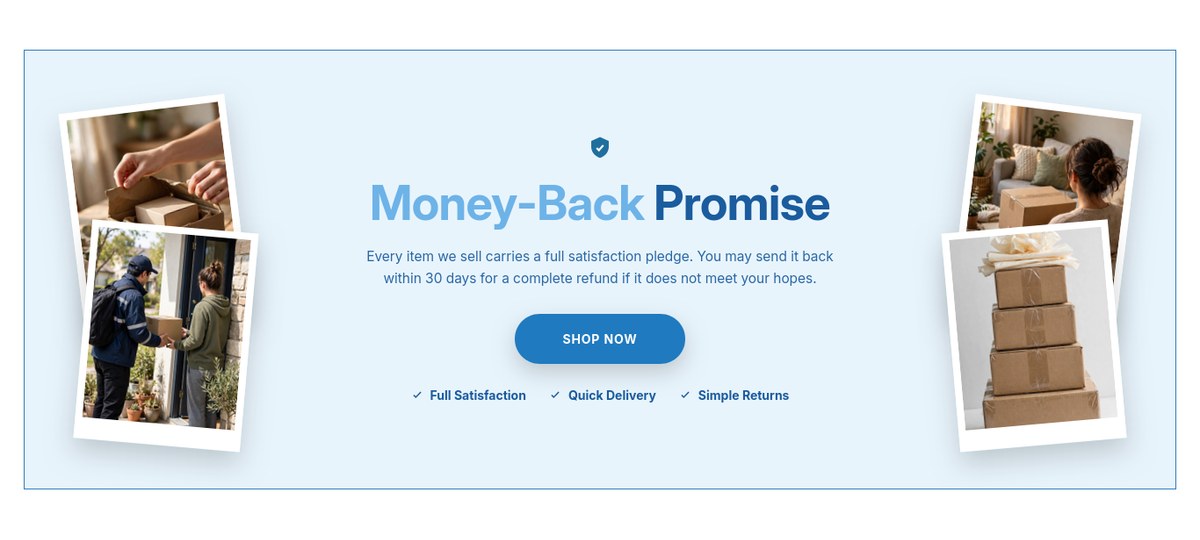 Money-Back Promise
Every item we sell carries a full satisfaction pledge. You may send it back
within 30 days for a complete refund if it does not meet your hopes.
SHOP NOW
Full Satisfaction
Quick Delivery
Simple Returns